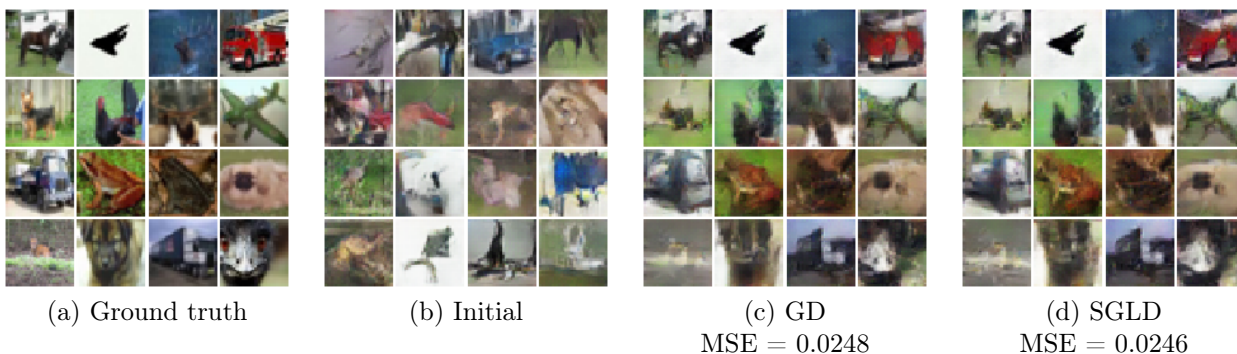 (a) Ground truth
(b) Initial
(c) GD
MSE = 0.0248
(d) SGLD
MSE = 0.0246